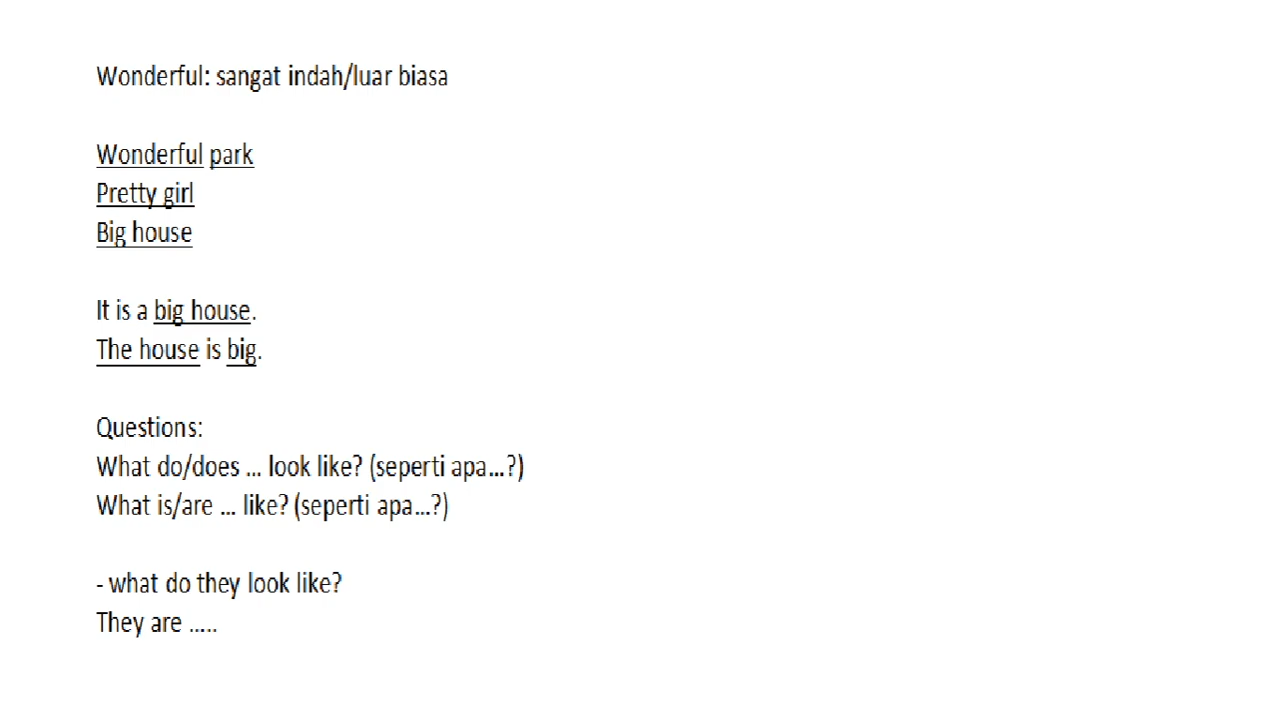 Wonderful: sangat indah/luar biasa
Wonderful park
Pretty girl
Big house
It is a big house.
The house is big.
Questions:
What do/does ... look like? (seperti apa...?)
What is/are ... like? (seperti apa...?)
- what do they look like?
They are .....